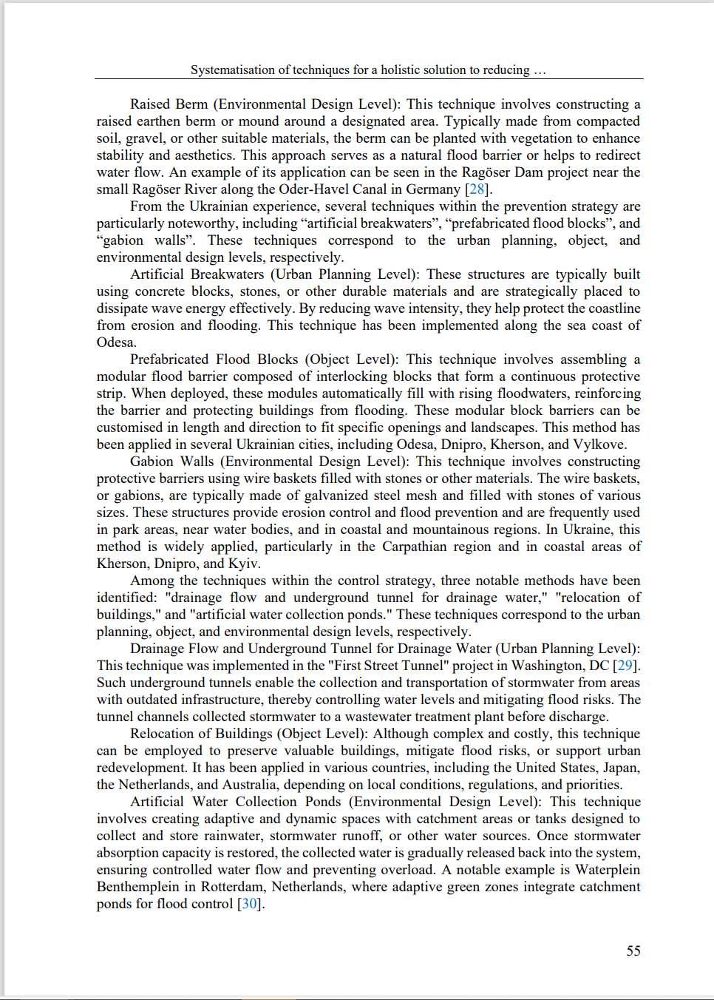 Systematisation of techniques for a holistic solution to reducing …
Raised Berm (Environmental Design Level): This technique involves constructing a
raised earthen berm or mound around a designated area. Typically made from compacted
soil, gravel, or other suitable materials, the berm can be planted with vegetation to enhance
stability and aesthetics. This approach serves as a natural flood barrier or helps to redirect
water flow. An example of its application can be seen in the Ragöser Dam project near the
small Ragöser River along the Oder-Havel Canal in Germany [28].
From the Ukrainian experience, several techniques within the prevention strategy are
particularly noteworthy, including “artificial breakwaters”, “prefabricated flood blocks”, and
“gabion walls”. These techniques correspond to the urban planning, object, and
environmental design levels, respectively.
Artificial Breakwaters (Urban Planning Level): These structures are typically built
using concrete blocks, stones, or other durable materials and are strategically placed to
dissipate wave energy effectively. By reducing wave intensity, they help protect the coastline
from erosion and flooding. This technique has been implemented along the sea coast of
Odesa.
Prefabricated Flood Blocks (Object Level): This technique involves assembling a
modular flood barrier composed of interlocking blocks that form a continuous protective
strip. When deployed, these modules automatically fill with rising floodwaters, reinforcing
the barrier and protecting buildings from flooding. These modular block barriers can be
customised in length and direction to fit specific openings and landscapes. This method has
been applied in several Ukrainian cities, including Odesa, Dnipro, Kherson, and Vylkove.
Gabion Walls (Environmental Design Level): This technique involves constructing
protective barriers using wire baskets filled with stones or other materials. The wire baskets,
or gabions, are typically made of galvanized steel mesh and filled with stones of various
sizes. These structures provide erosion control and flood prevention and are frequently used
in park areas, near water bodies, and in coastal and mountainous regions. In Ukraine, this
method is widely applied, particularly in the Carpathian region and in coastal areas of
Kherson, Dnipro, and Kyiv.
Among the techniques within the control strategy, three notable methods have been
identified: "drainage flow and underground tunnel for drainage water," "relocation of
buildings," and "artificial water collection ponds." These techniques correspond to the urban
planning, object, and environmental design levels, respectively.
Drainage Flow and Underground Tunnel for Drainage Water (Urban Planning Level):
This technique was implemented in the "First Street Tunnel" project in Washington, DC [29].
Such underground tunnels enable the collection and transportation of stormwater from areas
with outdated infrastructure, thereby controlling water levels and mitigating flood risks. The
tunnel channels collected stormwater to a wastewater treatment plant before discharge.
Relocation of Buildings (Object Level): Although complex and costly, this technique
can be employed to preserve valuable buildings, mitigate flood risks, or support urban
redevelopment. It has been applied in various countries, including the United States, Japan,
the Netherlands, and Australia, depending on local conditions, regulations, and priorities.
Artificial Water Collection Ponds (Environmental Design Level): This technique
involves creating adaptive and dynamic spaces with catchment areas or tanks designed to
collect and store rainwater, stormwater runoff, or other water sources. Once stormwater
absorption capacity is restored, the collected water is gradually released back into the system,
ensuring controlled water flow and preventing overload. A notable example is Waterplein
Benthemplein in Rotterdam, Netherlands, where adaptive green zones integrate catchment
ponds for flood control [30].
55